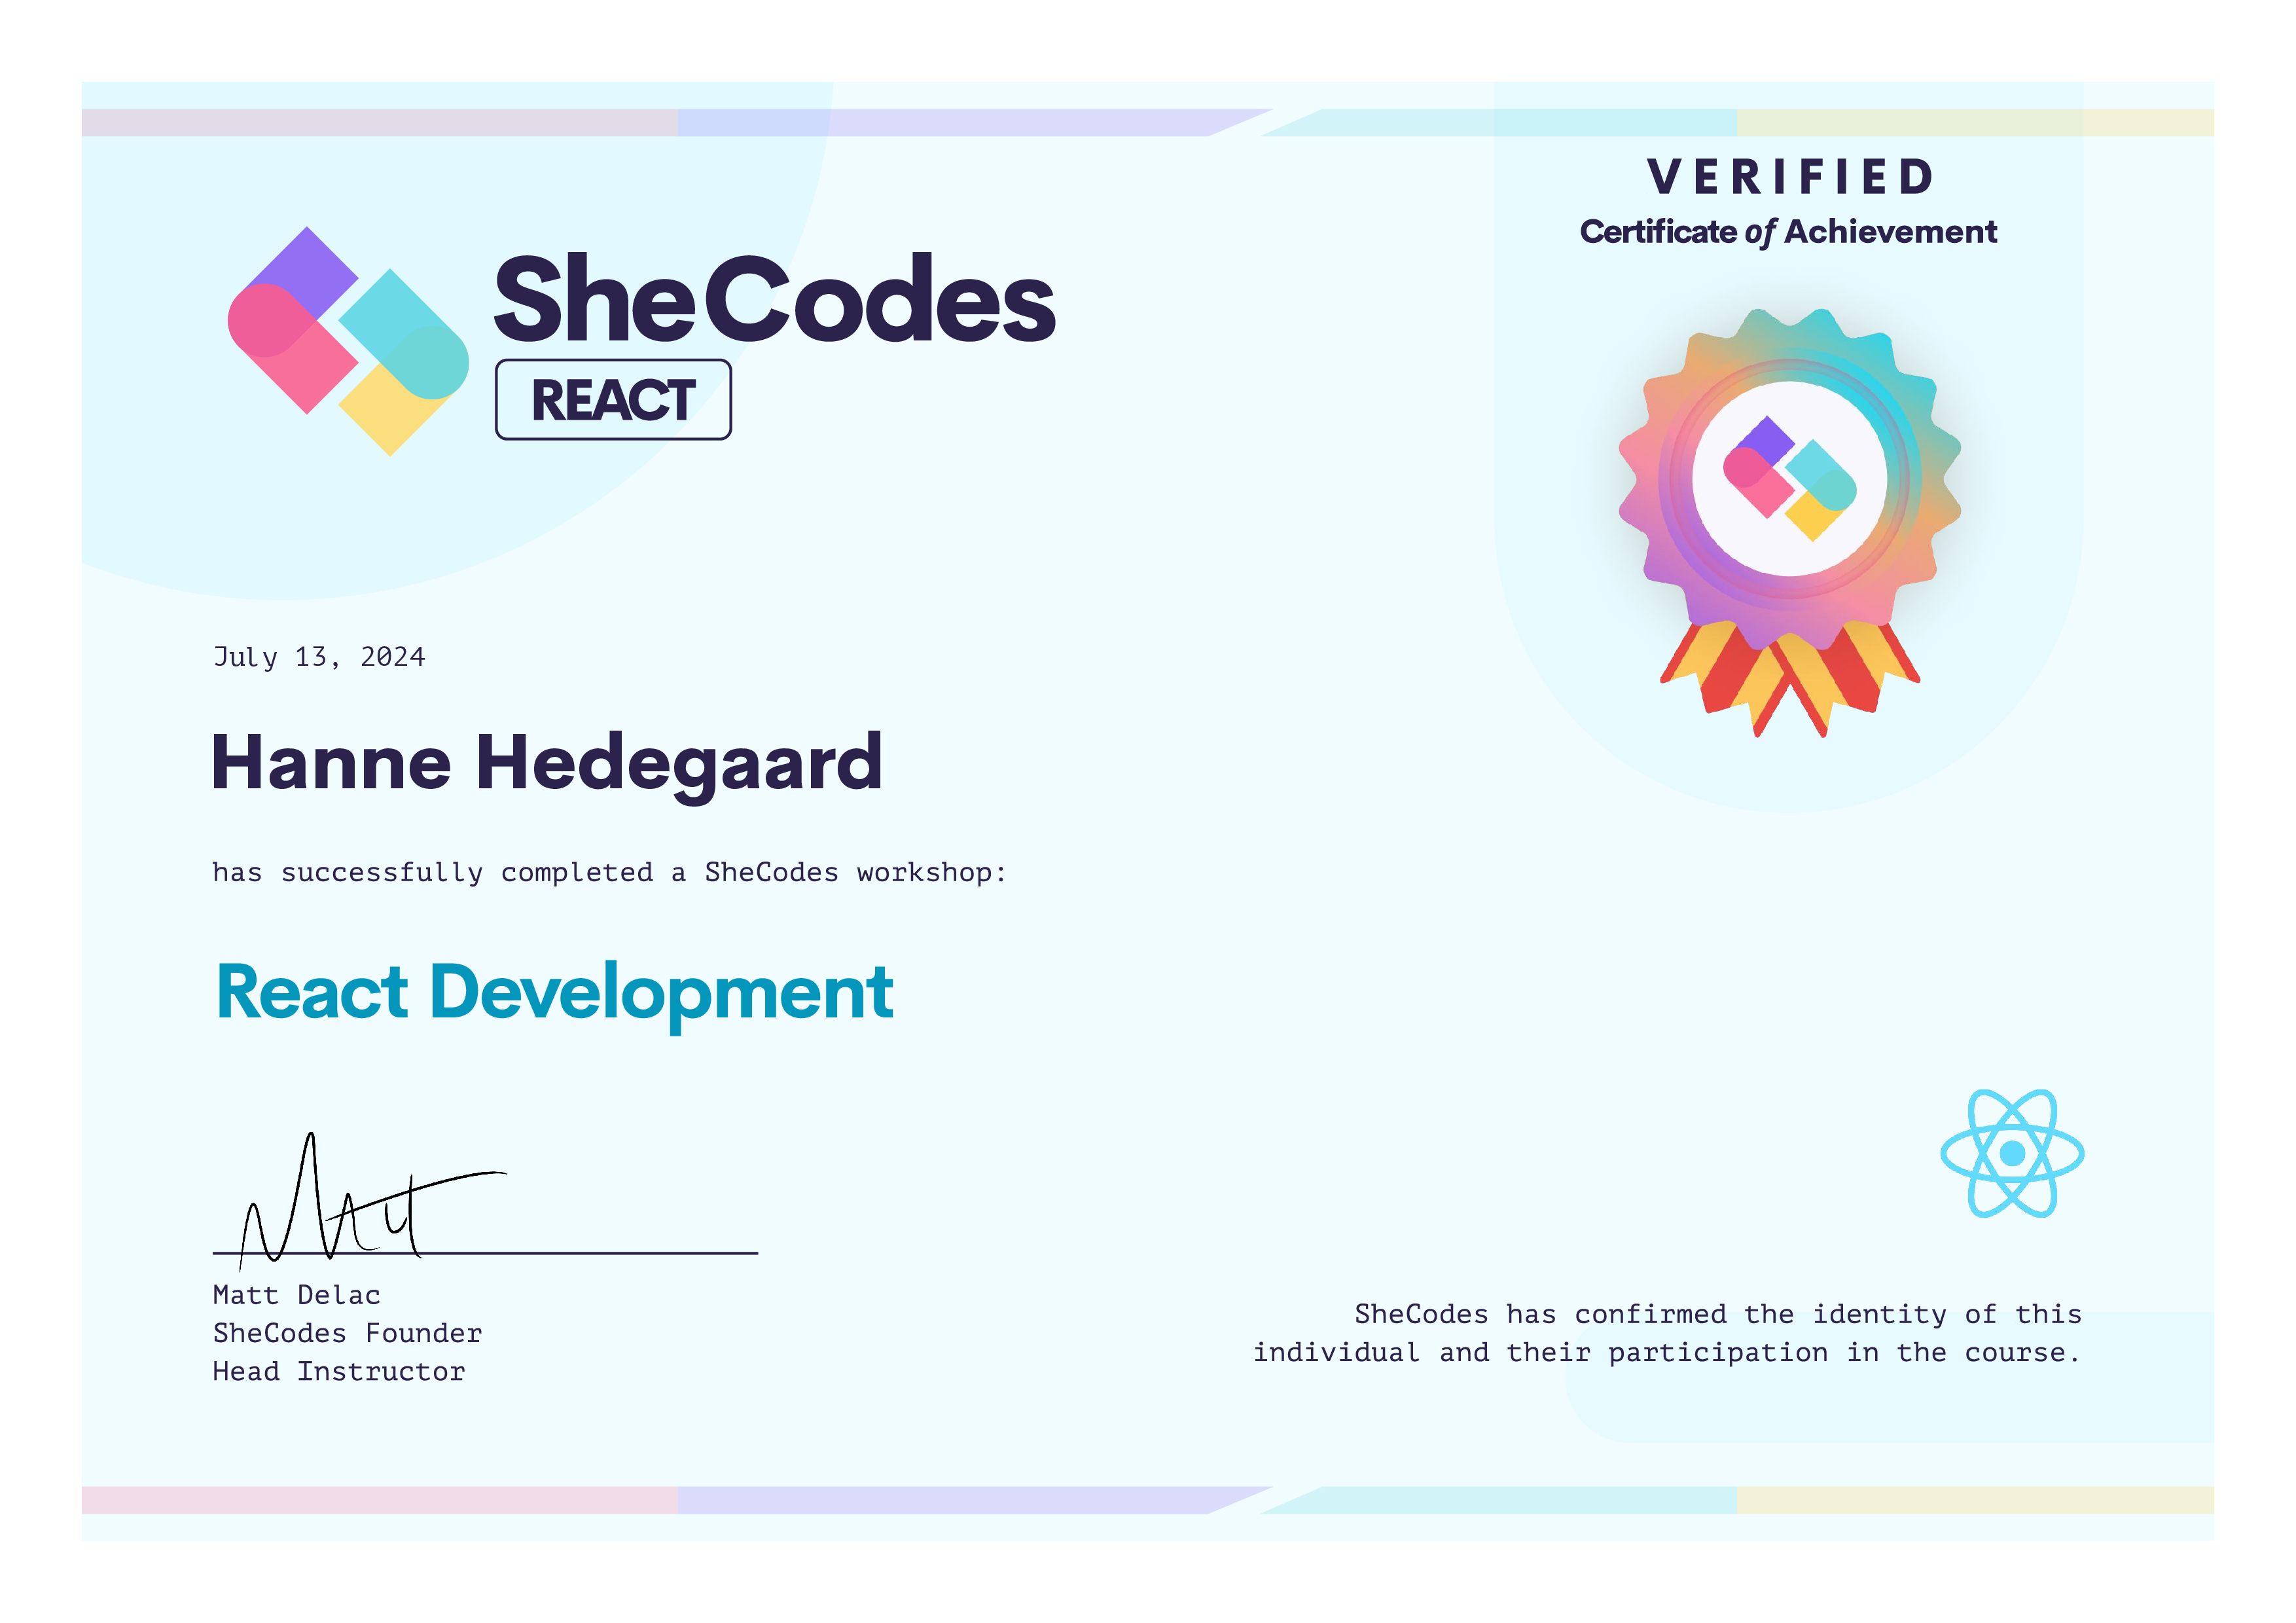 VERIFIED
Certificate of Achievement
SheCodes
REACT
July 13, 2024
Hanne Hedegaard
has successfully completed a SheCodes workshop:
React Development
Matt
Matt Delac
SheCodes Founder
Head Instructor
SheCodes has confirmed the identity of this
individual and their participation in the course.